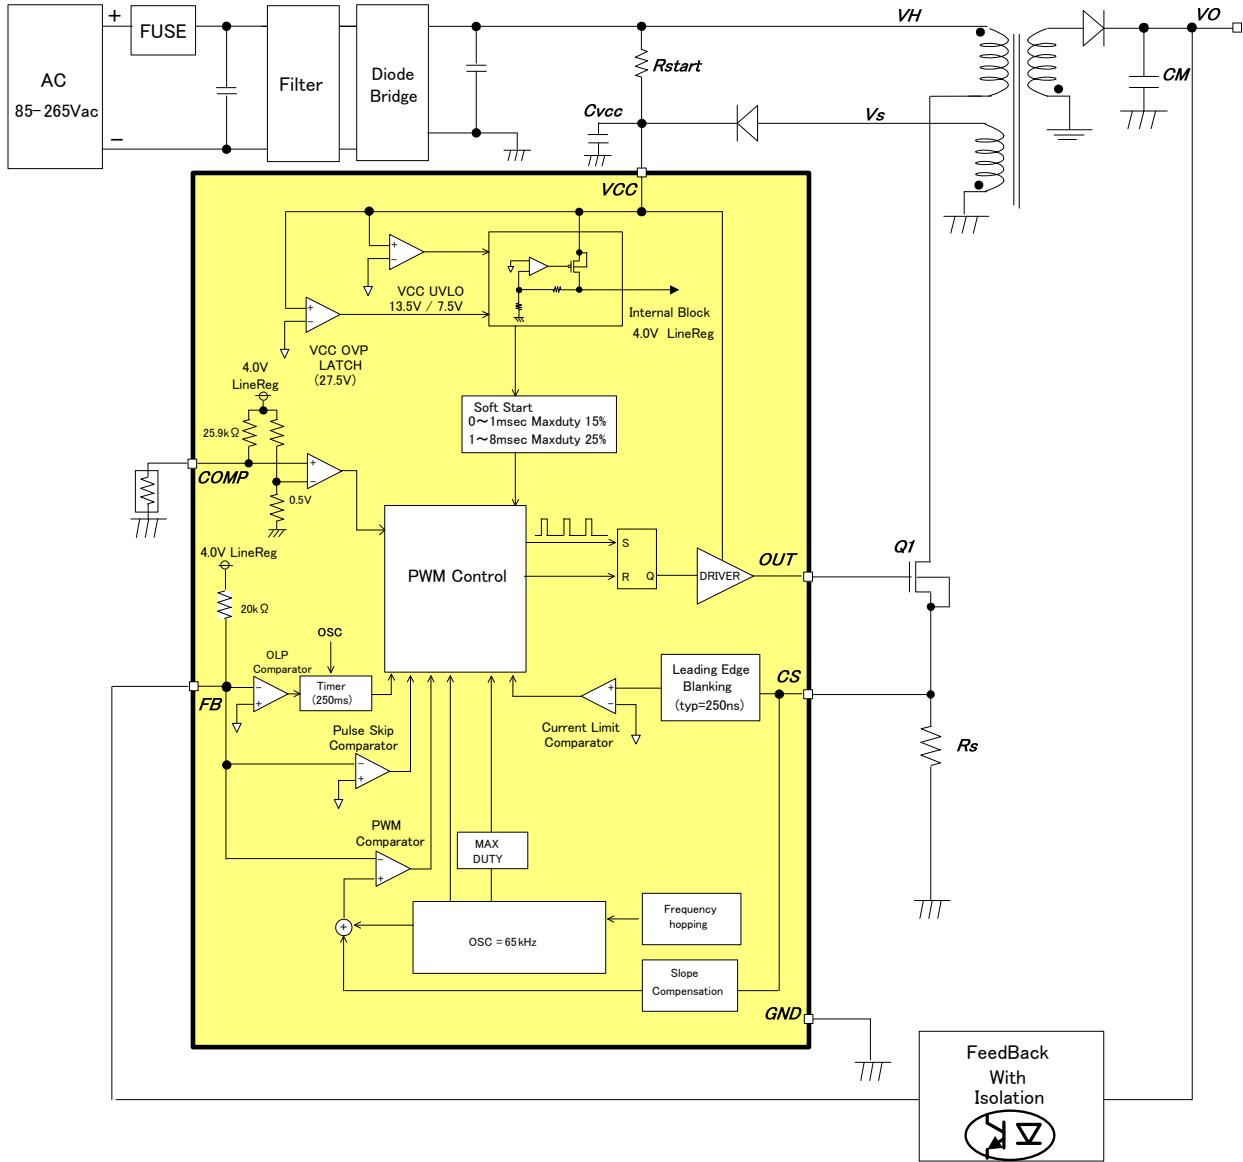 AC
85-265Vac
+
−
FUSE
Filter
Diode
Bridge
VH
Rstart
Cvcc
Vs
VO
CM
VCC
VCC UVLO
13.5V / 7.5V
Internal Block
4.0V LineReg
VCC OVP
LATCH
(27.5V)
4.0V
LineReg
25.9kΩ
COMP
0.5V
Soft Start
0～1msec Maxduty 15%
1～8msec Maxduty 25%
4.0V LineReg
20kΩ
PWM Control
S
R
Q
DRIVER
OUT
Q1
OLP
Comparator
OSC
Timer
(250ms)
FB
Pulse Skip
Comparator
PWM
Comparator
Current Limit
Comparator
Leading Edge
Blanking
(typ=250ns)
CS
Rs
MAX
DUTY
OSC = 65kHz
Frequency
hopping
Slope
Compensation
GND
FeedBack
With
Isolation